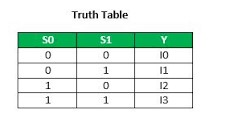 Truth Table
S0 S1 Y
0 0 I0
0 1 I1
1 0 I2
1 1 I3